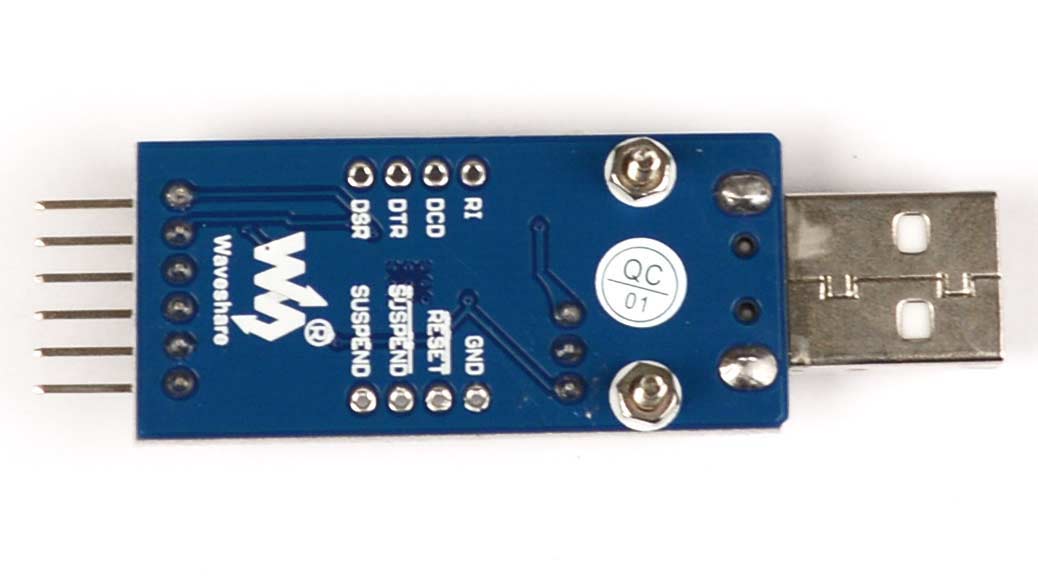 RI
DCD
DTR
DSR
GND
RESET
SUSPEND
SUSPEND
Waveshare
®
QC
01